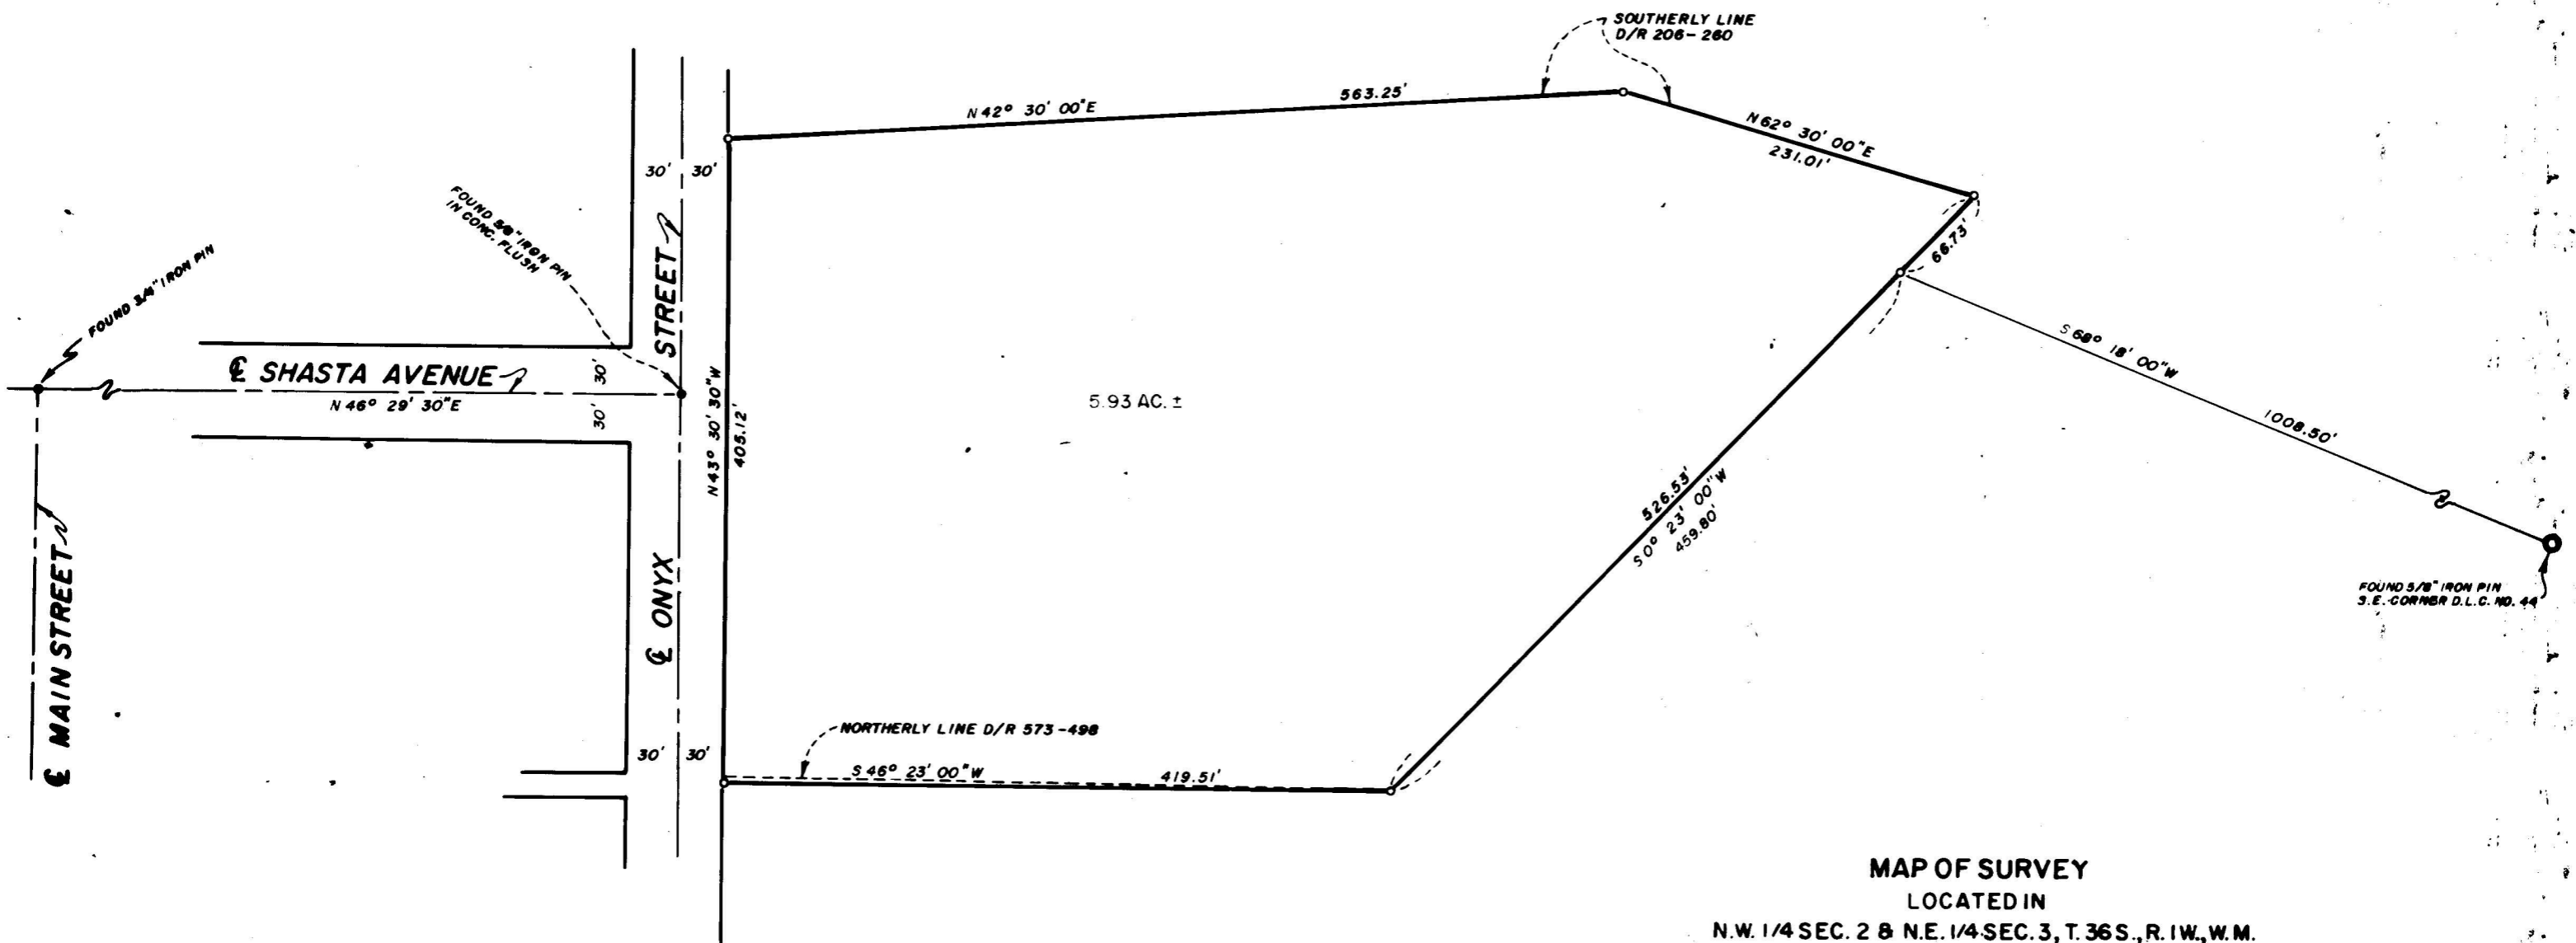 SOUTHERLY LINE
D/R 206-260
N 42° 30' 00" E
563.25'
N 62° 30' 00" E
231.01'
66.73'
30' 30'
FOUND 5/8" IRON PIN
IN CONC. FLUSH
FOUND 3/4" IRON PIN
℄ SHASTA AVENUE
N 46° 29' 30" E
30'
30'
℄ ONYX STREET
N 43° 30' 30" W
405.12'
5.93 AC. ±
S 68° 18' 00" W
1008.50'
526.53'
S 0° 23' 00" W
459.80'
FOUND 5/8" IRON PIN
S.E. CORNER D.L.C. NO. 44
℄ MAIN STREET
NORTHERLY LINE D/R 573-498
30' 30'
S 46° 23' 00" W
419.51'
MAP OF SURVEY
LOCATED IN
N.W. 1/4 SEC. 2 & N.E. 1/4 SEC. 3, T. 36 S., R. 1 W., W. M.